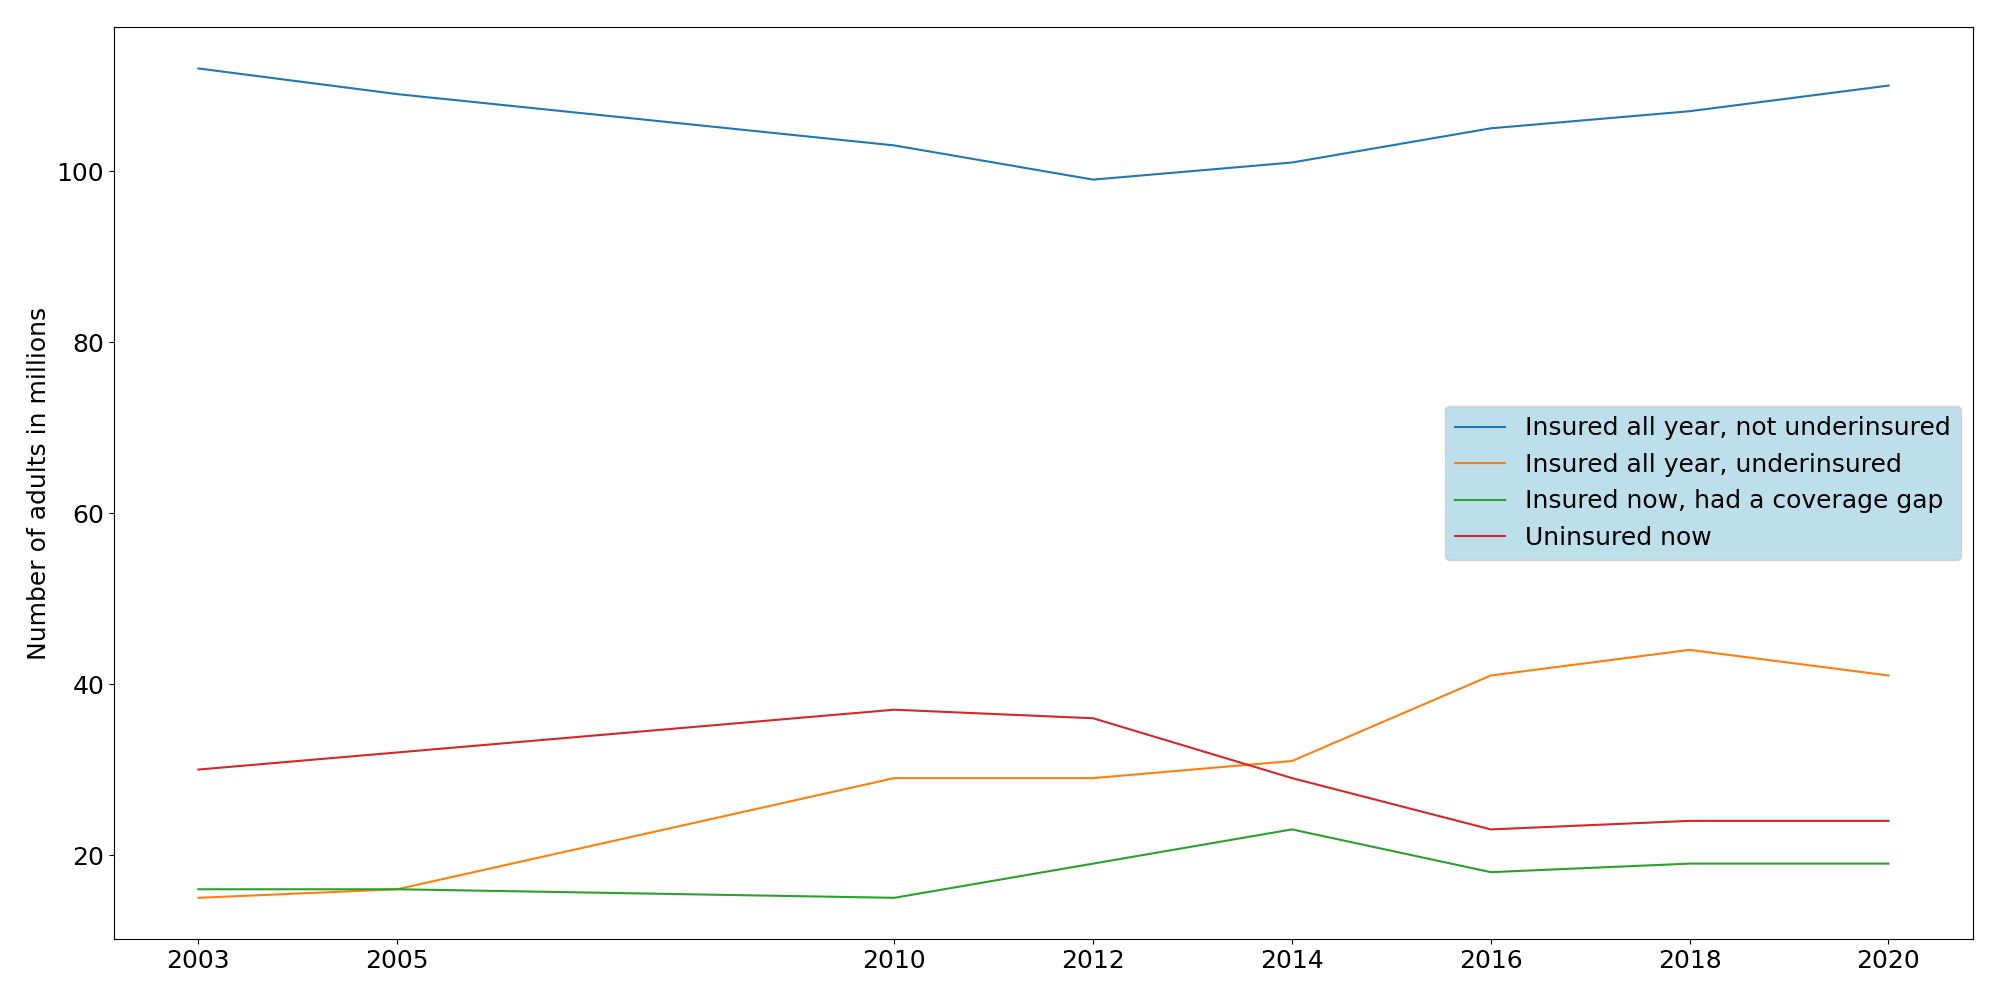 Number of adults in millions
100
80
60
40
20
Insured all year, not underinsured
Insured all year, underinsured
Insured now, had a coverage gap
Uninsured now
2003 2005 2010 2012 2014 2016 2018 2020